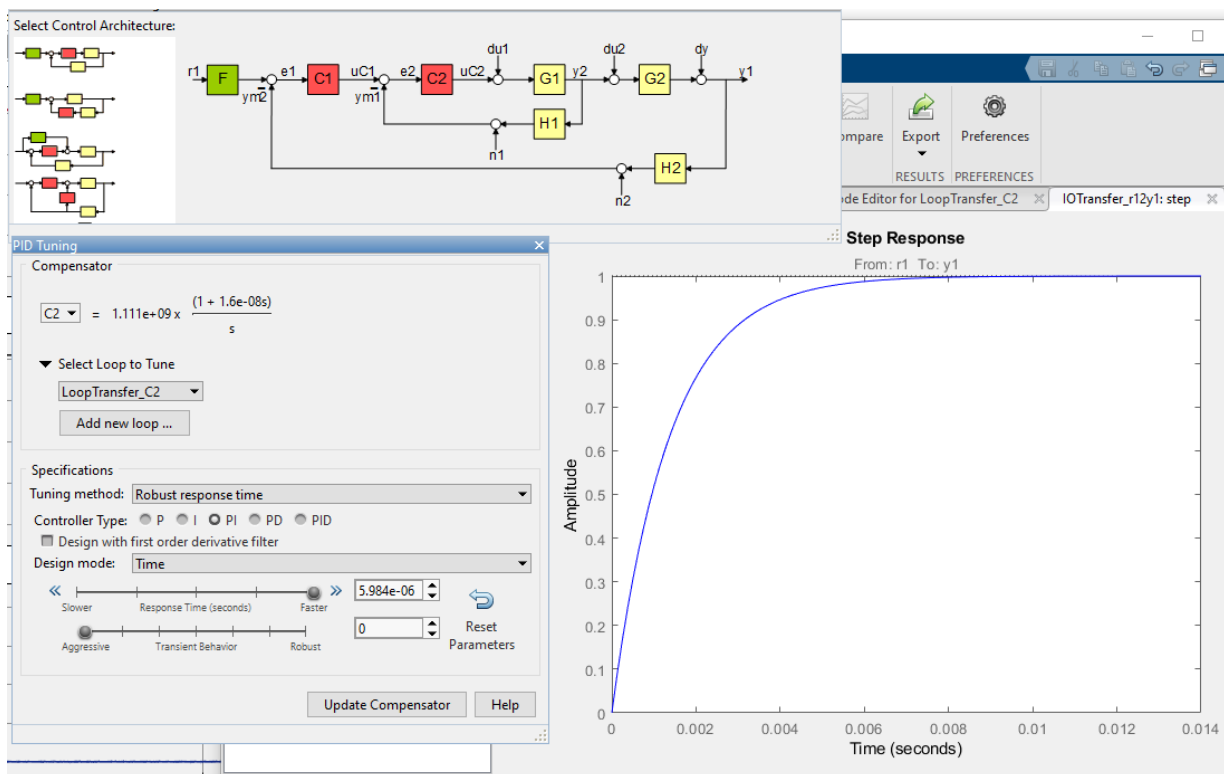 Select Control Architecture:
du1
du2
dy
r1
F
e1
C1
uC1
e2
C2
uC2
G1
y2
G2
y1
ym2
ym1
H1
n1
H2
n2
ompare
Export
Preferences
RESULTS
PREFERENCES
ode Editor for LoopTransfer_C2
IOTransfer_r12y1: step
PID Tuning
Compensator
C2 = 1.111e+09 x (1 + 1.6e-08s)
s
Select Loop to Tune
LoopTransfer_C2
Add new loop ...
Specifications
Tuning method: Robust response time
Controller Type: P I PI PD PID
Design with first order derivative filter
Design mode: Time
5.984e-06
Slower Response Time (seconds) Faster
0
Aggressive Transient Behavior Robust
Reset
Parameters
Update Compensator
Help
Step Response
From: r1 To: y1
Amplitude
1
0.9
0.8
0.7
0.6
0.5
0.4
0.3
0.2
0.1
0
0 0.002 0.004 0.006 0.008 0.01 0.012 0.014
Time (seconds)